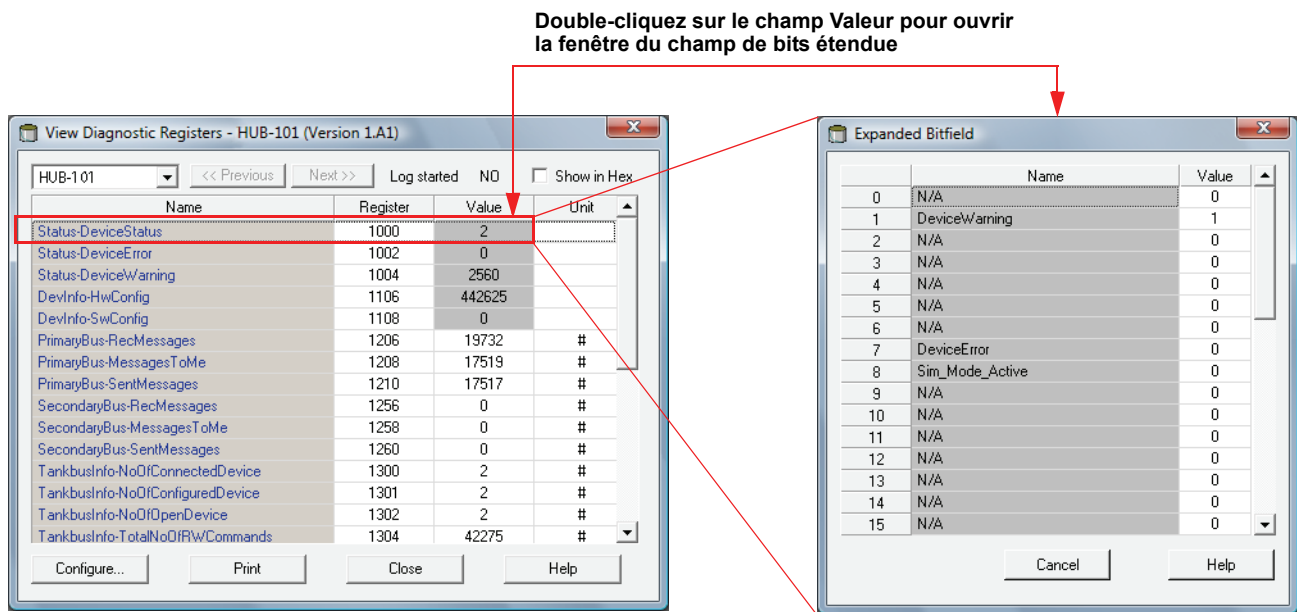 Double-cliquez sur le champ Valeur pour ouvrir
la fenêtre du champ de bits étendue
View Diagnostic Registers - HUB-101 (Version 1.A1)
HUB-101 << Previous Next >> Log started NO Show in Hex
Name Register Value Unit
Status-DeviceStatus 1000 2
Status-DeviceError 1002 0
Status-DeviceWarning 1004 2560
DevInfo-HwConfig 1106 442625
DevInfo-SwConfig 1108 0
PrimaryBus-RecMessages 1206 19732 #
PrimaryBus-MessagesToMe 1208 17519 #
PrimaryBus-SentMessages 1210 17517 #
SecondaryBus-RecMessages 1256 0 #
SecondaryBus-MessagesToMe 1258 0 #
SecondaryBus-SentMessages 1260 0 #
TankbusInfo-NoOfConnectedDevice 1300 2 #
TankbusInfo-NoOfConfiguredDevice 1301 2 #
TankbusInfo-NoOfOpenDevice 1302 2 #
TankbusInfo-TotalNoOfRWCommands 1304 42275 #
Configure... Print Close Help
Expanded Bitfield
Name Value
0 N/A 0
1 DeviceWarning 1
2 N/A 0
3 N/A 0
4 N/A 0
5 N/A 0
6 N/A 0
7 DeviceError 0
8 Sim_Mode_Active 0
9 N/A 0
10 N/A 0
11 N/A 0
12 N/A 0
13 N/A 0
14 N/A 0
15 N/A 0
Cancel Help